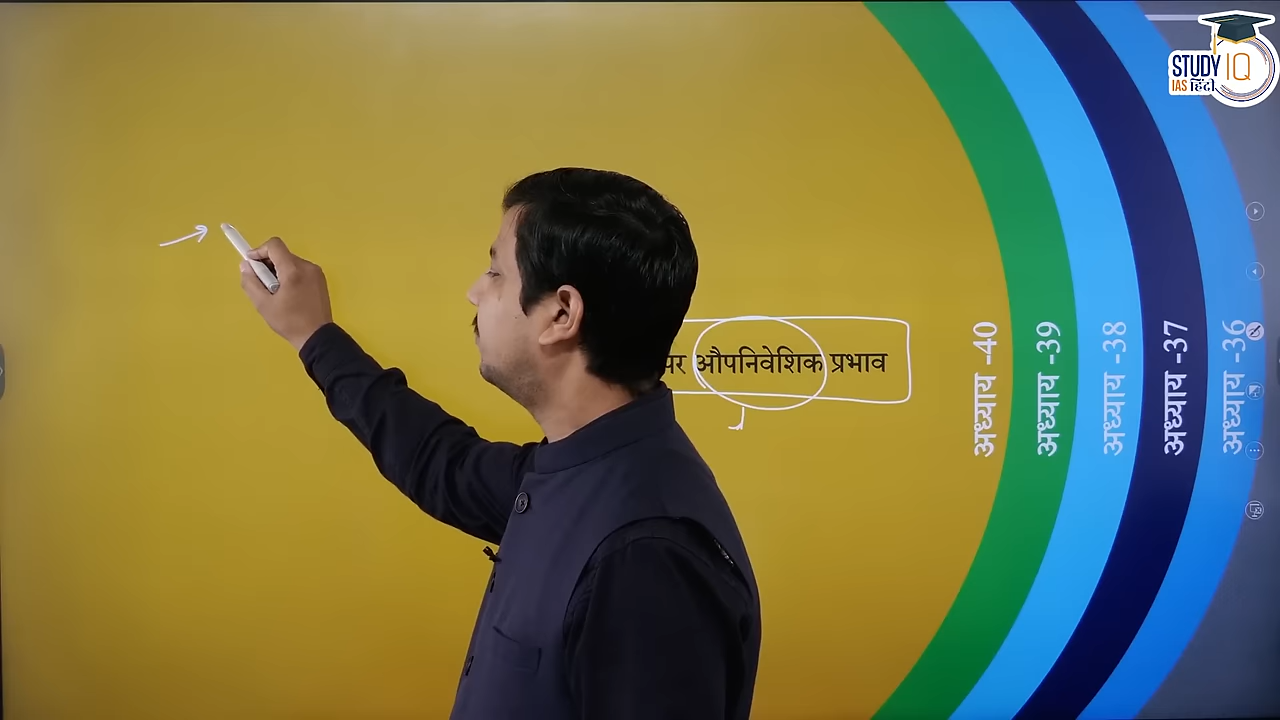 STUDY IQ
IAS हिंदी
पर औपनिवेशिक प्रभाव
अध्याय -40
अध्याय -39
अध्याय -38
अध्याय -37
अध्याय -36